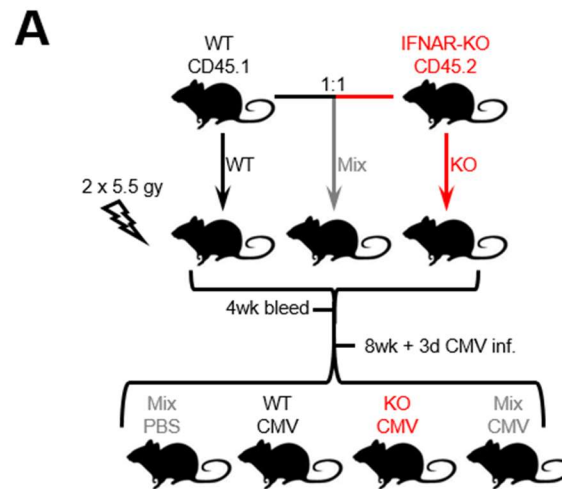 A
WT
CD45.1
IFNAR-KO
CD45.2
1:1
WT
Mix
KO
2 x 5.5 gy
4wk bleed
8wk + 3d CMV inf.
Mix
PBS
WT
CMV
KO
CMV
Mix
CMV